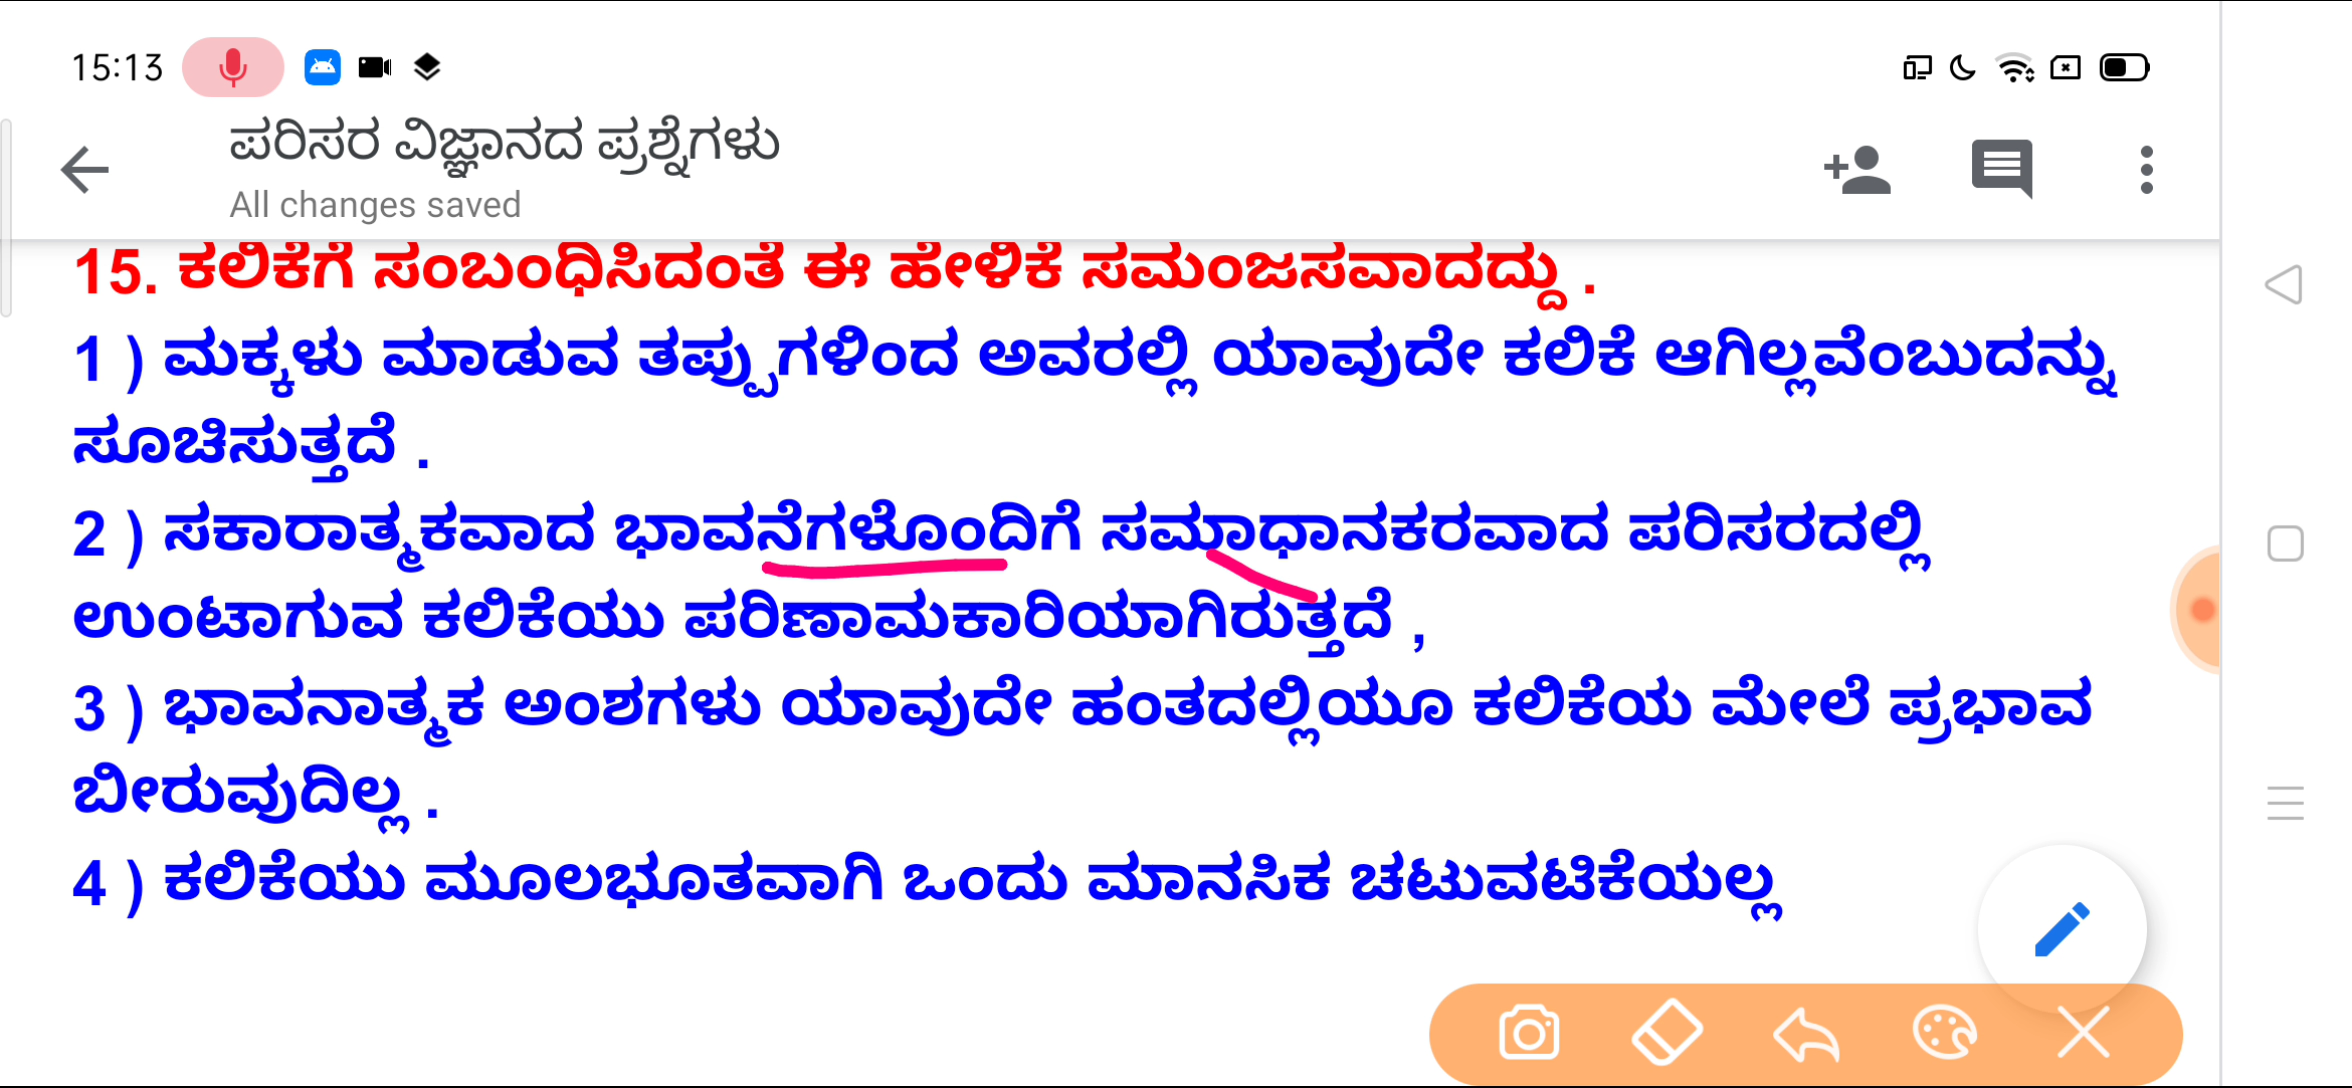 15:13
ಪರಿಸರ ವಿಜ್ಞಾನದ ಪ್ರಶ್ನೆಗಳು
All changes saved
15. ಕಲಿಕೆಗೆ ಸಂಬಂಧಿಸಿದಂತೆ ಈ ಹೇಳಿಕೆ ಸಮಂಜಸವಾದದ್ದು .
1 ) ಮಕ್ಕಳು ಮಾಡುವ ತಪ್ಪುಗಳಿಂದ ಅವರಲ್ಲಿ ಯಾವುದೇ ಕಲಿಕೆ ಆಗಿಲ್ಲವೆಂಬುದನ್ನು
ಸೂಚಿಸುತ್ತದೆ .
2 ) ಸಕಾರಾತ್ಮಕವಾದ ಭಾವನೆಗಳೊಂದಿಗೆ ಸಮಾಧಾನಕರವಾದ ಪರಿಸರದಲ್ಲಿ
ಉಂಟಾಗುವ ಕಲಿಕೆಯು ಪರಿಣಾಮಕಾರಿಯಾಗಿರುತ್ತದೆ ,
3 ) ಭಾವನಾತ್ಮಕ ಅಂಶಗಳು ಯಾವುದೇ ಹಂತದಲ್ಲಿಯೂ ಕಲಿಕೆಯ ಮೇಲೆ ಪ್ರಭಾವ
ಬೀರುವುದಿಲ್ಲ .
4 ) ಕಲಿಕೆಯು ಮೂಲಭೂತವಾಗಿ ಒಂದು ಮಾನಸಿಕ ಚಟುವಟಿಕೆಯಲ್ಲ